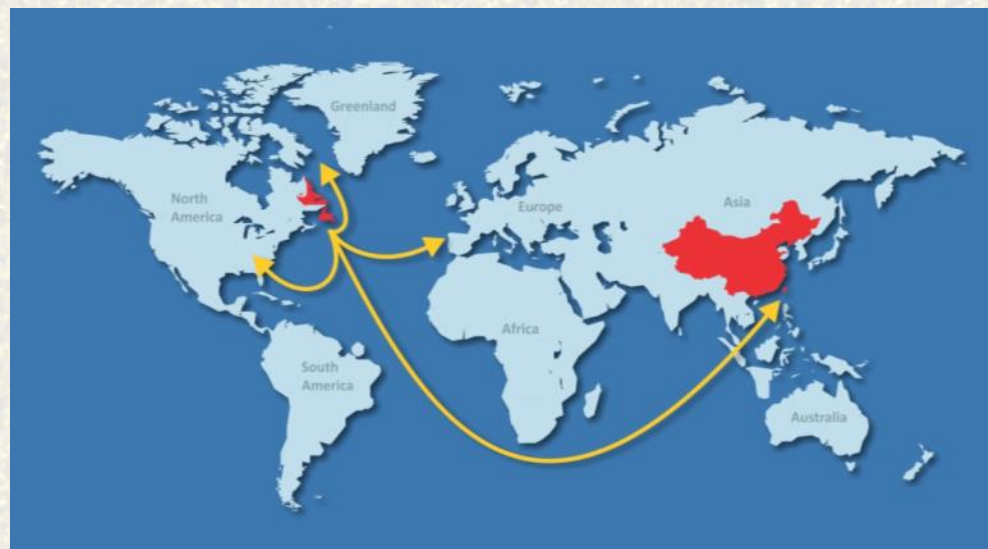 Greenland
North
America
Europe
Asia
Africa
South
America
Australia